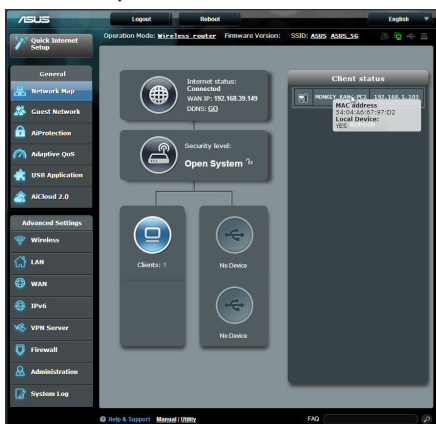 /SUS
Logout
Reboot
English
Quick Internet
Setup
Operation Mode: Wireless router Firmware Version: SSID: ASUS ASUS_5G
General
Network Map
Guest Network
AiProtection
Adaptive QoS
USB Application
AiCloud 2.0
Advanced Settings
Wireless
LAN
WAN
IPv6
VPN Server
Firewall
Administration
System Log
Internet status:
Connected
WAN IP: 192.168.39.149
DDNS: GO
Security level:
Open System
Clients:
No Device
No Device
Client status
MONKEY_KANG-PC1 192.168.1.101
MAC address
54:04:A6:67:97:D2
Local Device:
YES
Help & Support Manual | Utility
FAQ